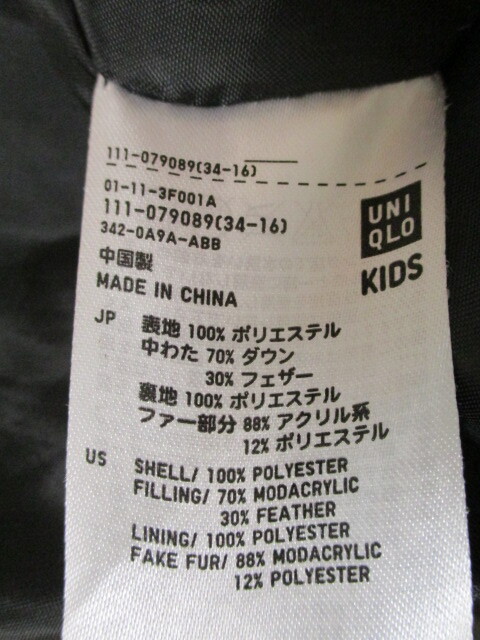 111-079089(34-16)
01-11-3F001A
111-079089(34-16)
342-0A9A-ABB
中国製
MADE IN CHINA
UNI
QLO
KIDS
JP 表地 100% ポリエステル
中わた 70% ダウン
30% フェザー
裏地 100% ポリエステル
ファー部分 88% アクリル系
12% ポリエステル
US SHELL/ 100% POLYESTER
FILLING/ 70% MODACRYLIC
30% FEATHER
LINING/ 100% POLYESTER
FAKE FUR/ 88% MODACRYLIC
12% POLYESTER